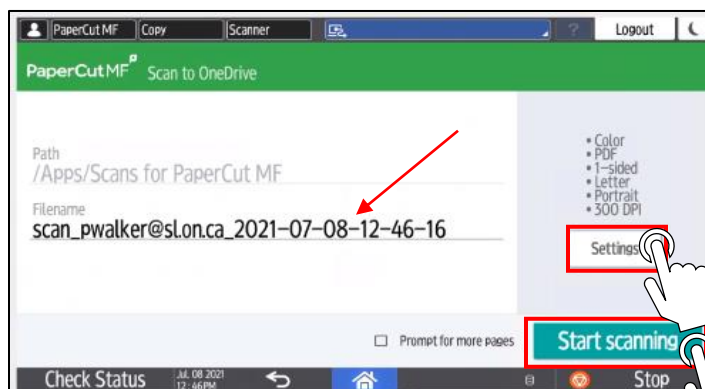 PaperCut MF Copy Scanner ? Logout
PaperCut MF Scan to OneDrive
Path
/Apps/Scans for PaperCut MF
Filename
scan_pwalker@sl.on.ca_2021-07-08-12-46-16
• Color
• PDF
• 1-sided
• Letter
• Portrait
• 300 DPI
Settings
Prompt for more pages
Start scanning
Check Status
JUL 08 2021
12:46PM
Stop